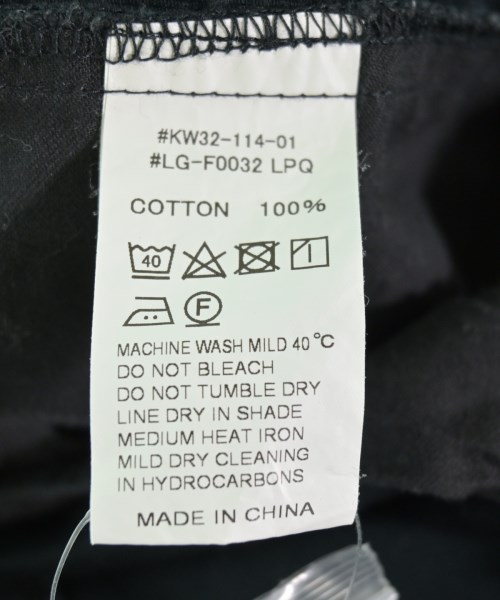 #KW32-114-01
#LG-F0032 LPQ
COTTON 100%
40
F
MACHINE WASH MILD 40℃
DO NOT BLEACH
DO NOT TUMBLE DRY
LINE DRY IN SHADE
MEDIUM HEAT IRON
MILD DRY CLEANING
IN HYDROCARBONS
MADE IN CHINA